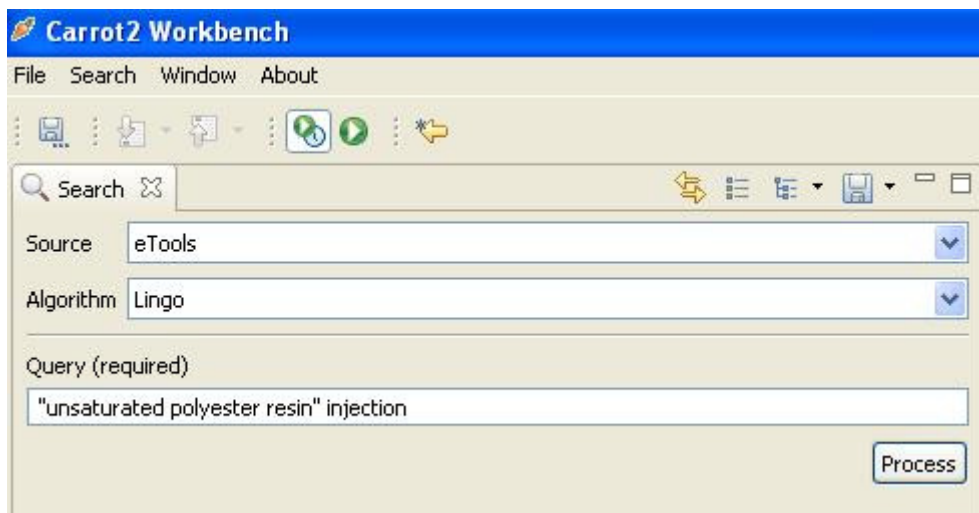 Carrot2 Workbench
File Search Window About
Search
Source eTools
Algorithm Lingo
Query (required)
"unsaturated polyester resin" injection
Process